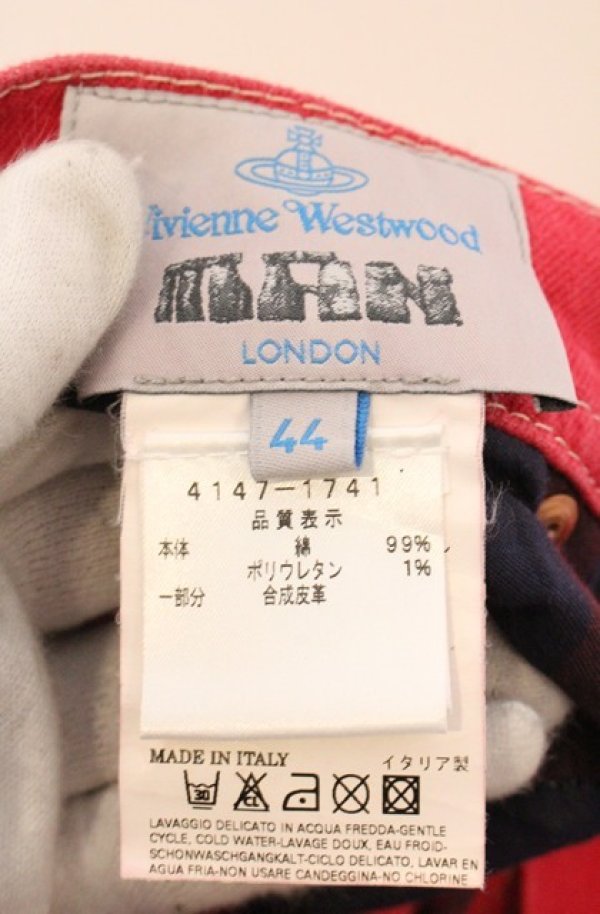 Vivienne Westwood
MAN
LONDON
44
4147-1741
品質表示
本体 綿 99%
ポリウレタン 1%
一部分 合成皮革
MADE IN ITALY イタリア製
30 CL
LAVAGGIO DELICATO IN ACQUA FREDDA-GENTLE
CYCLE, COLD WATER-LAVAGE DOUX, EAU FROID-
SCHONWASCHGANGKALT-CICLO DELICADO, LAVAR EN
AGUA FRIA-NON USARE CANDEGGINA-NO CHLORINE